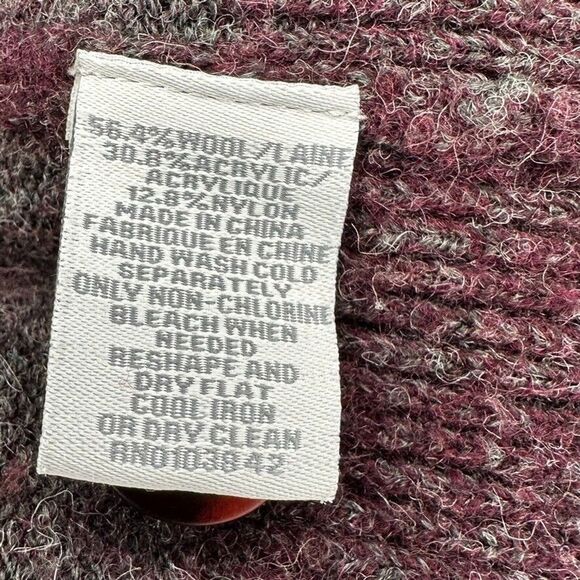 56.4% WOOL/LAINE
30.8% ACRYLIC/
ACRYLIQUE
12.8% NYLON
MADE IN CHINA
FABRIQUE EN CHINE
HAND WASH COLD
SEPARATELY
ONLY NON-CHLORINE
BLEACH WHEN
NEEDED
RESHAPE AND
DRY FLAT
COOL IRON
OR DRY CLEAN
RN0103842